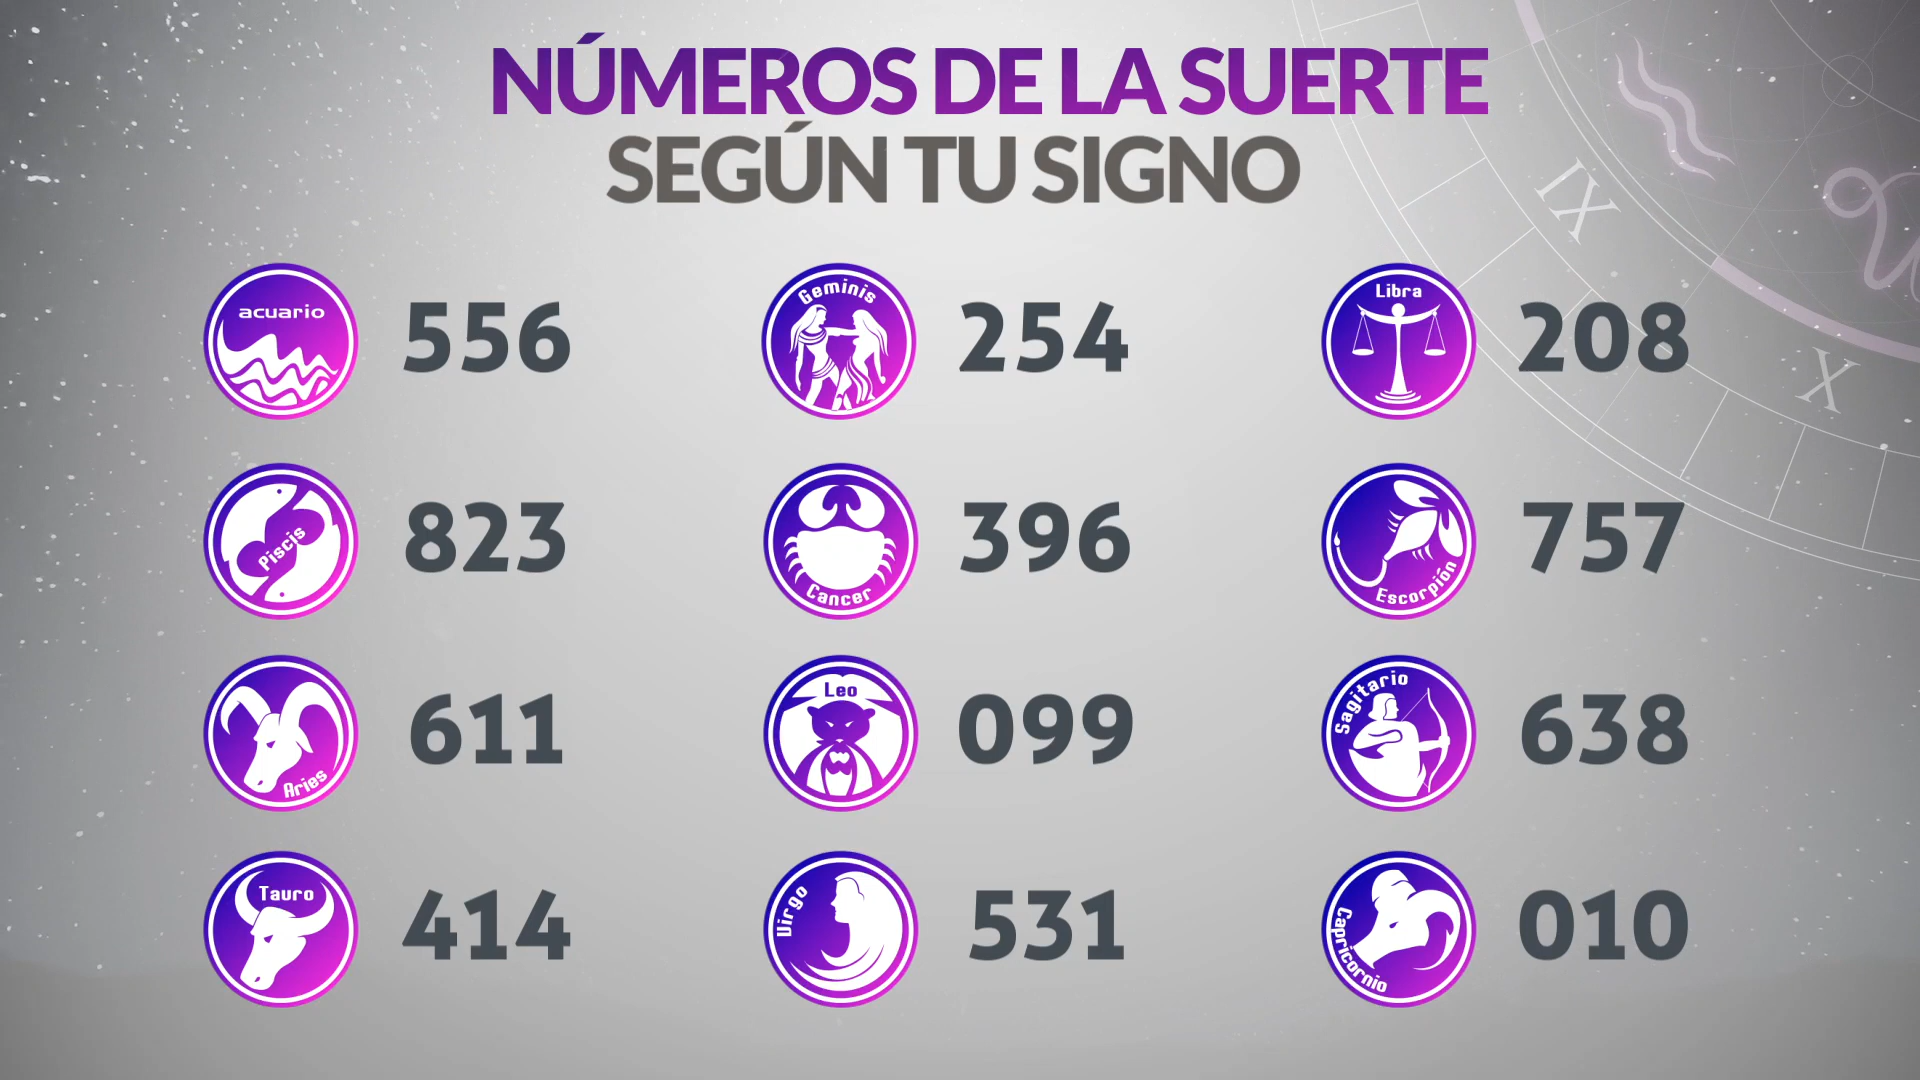 NÚMEROS DE LA SUERTE
SEGÚN TU SIGNO
acuario 556
Geminis 254
Libra 208
Piscis 823
Cancer 396
Escorpión 757
Aries 611
Leo 099
Sagitario 638
Tauro 414
Virgo 531
Capricornio 010
IX
X